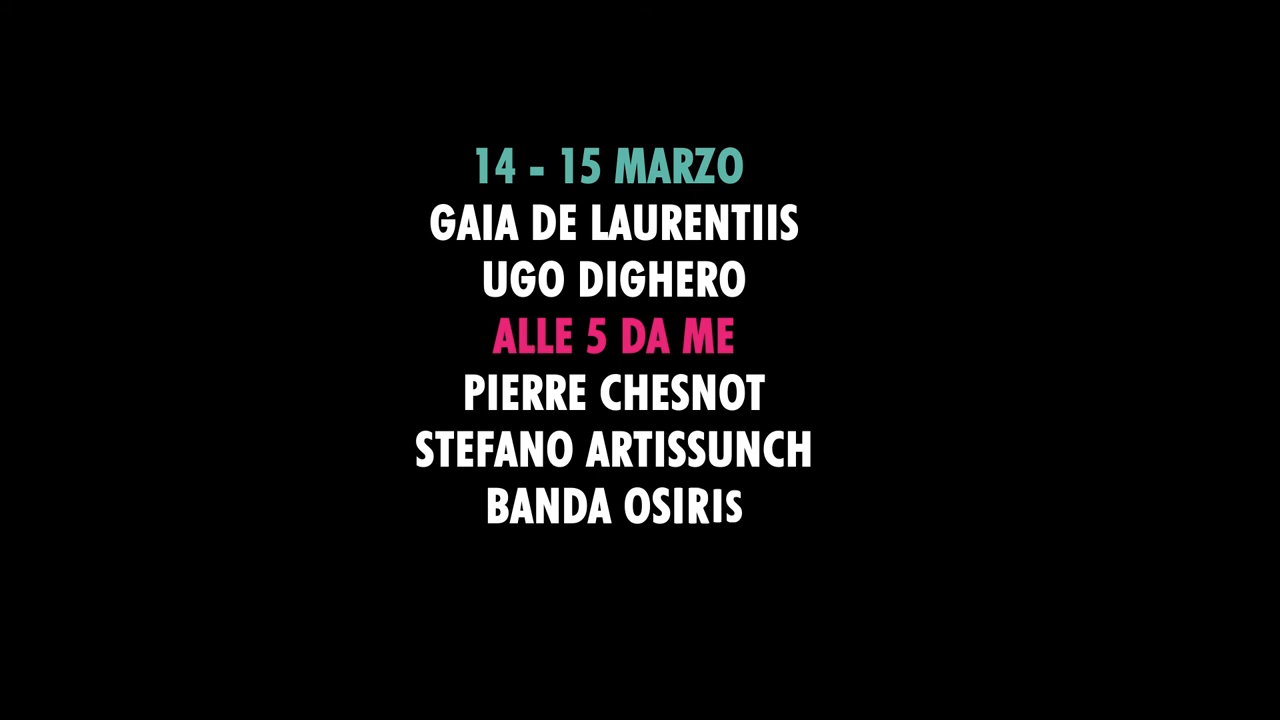 14 - 15 MARZO
GAIA DE LAURENTIIS
UGO DIGHERO
ALLE 5 DA ME
PIERRE CHESNOT
STEFANO ARTISSUNCH
BANDA OSIRIS